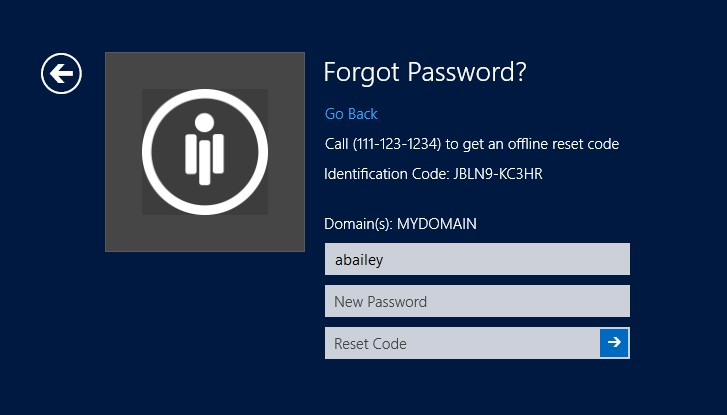 Forgot Password?
Go Back
Call (111-123-1234) to get an offline reset code
Identification Code: JBLN9-KC3HR
Domain(s): MYDOMAIN
abailey
New Password
Reset Code